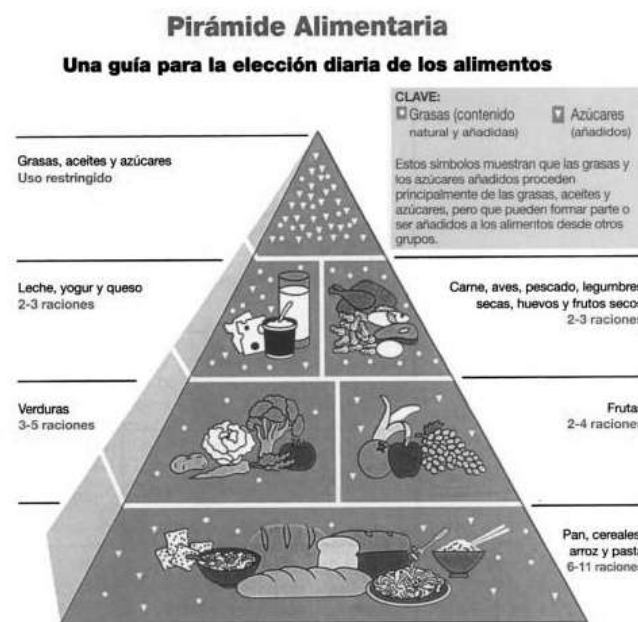 Pirámide Alimentaria
Una guía para la elección diaria de los alimentos
CLAVE:
Grasas (contenido
natural y añadidas)
Azúcares
(añadidos)
Estos símbolos muestran que las grasas y
los azúcares añadidos proceden
principalmente de las grasas, aceites y
azúcares, pero que pueden formar parte o
ser añadidos a los alimentos desde otros
grupos.
Grasas, aceites y azúcares
Uso restringido
Leche, yogur y queso
2-3 raciones
Carne, aves, pescado, legumbres
secas, huevos y frutos secos
2-3 raciones
Verduras
3-5 raciones
Frutas
2-4 raciones
Pan, cereales,
arroz y pasta
6-11 raciones